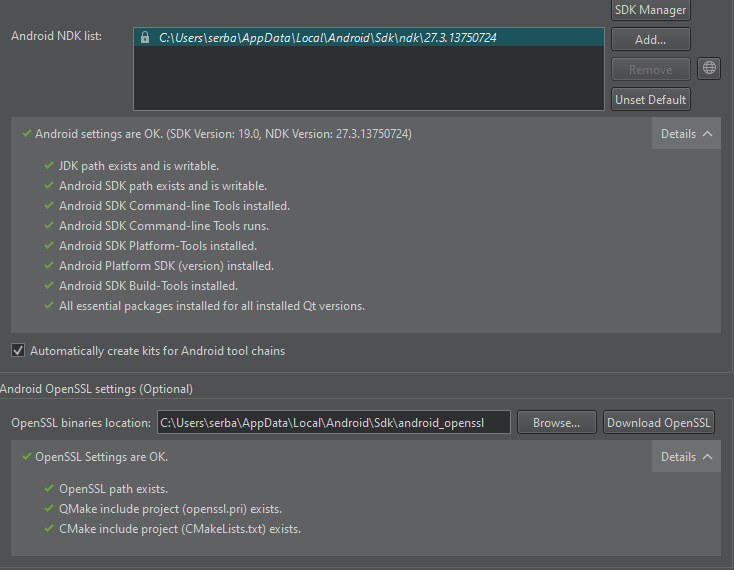 SDK Manager
Android NDK list:
C:\Users\serba\AppData\Local\Android\Sdk\ndk\27.3.13750724
Add...
Remove
Unset Default
Android settings are OK. (SDK Version: 19.0, NDK Version: 27.3.13750724)
Details
JDK path exists and is writable.
Android SDK path exists and is writable.
Android SDK Command-line Tools installed.
Android SDK Command-line Tools runs.
Android SDK Platform-Tools installed.
Android Platform SDK (version) installed.
Android SDK Build-Tools installed.
All essential packages installed for all installed Qt versions.
Automatically create kits for Android tool chains
Android OpenSSL settings (Optional)
OpenSSL binaries location: C:\Users\serba\AppData\Local\Android\Sdk\android_openssl Browse... Download OpenSSL
OpenSSL Settings are OK.
Details
OpenSSL path exists.
QMake include project (openssl.pri) exists.
CMake include project (CMakeLists.txt) exists.